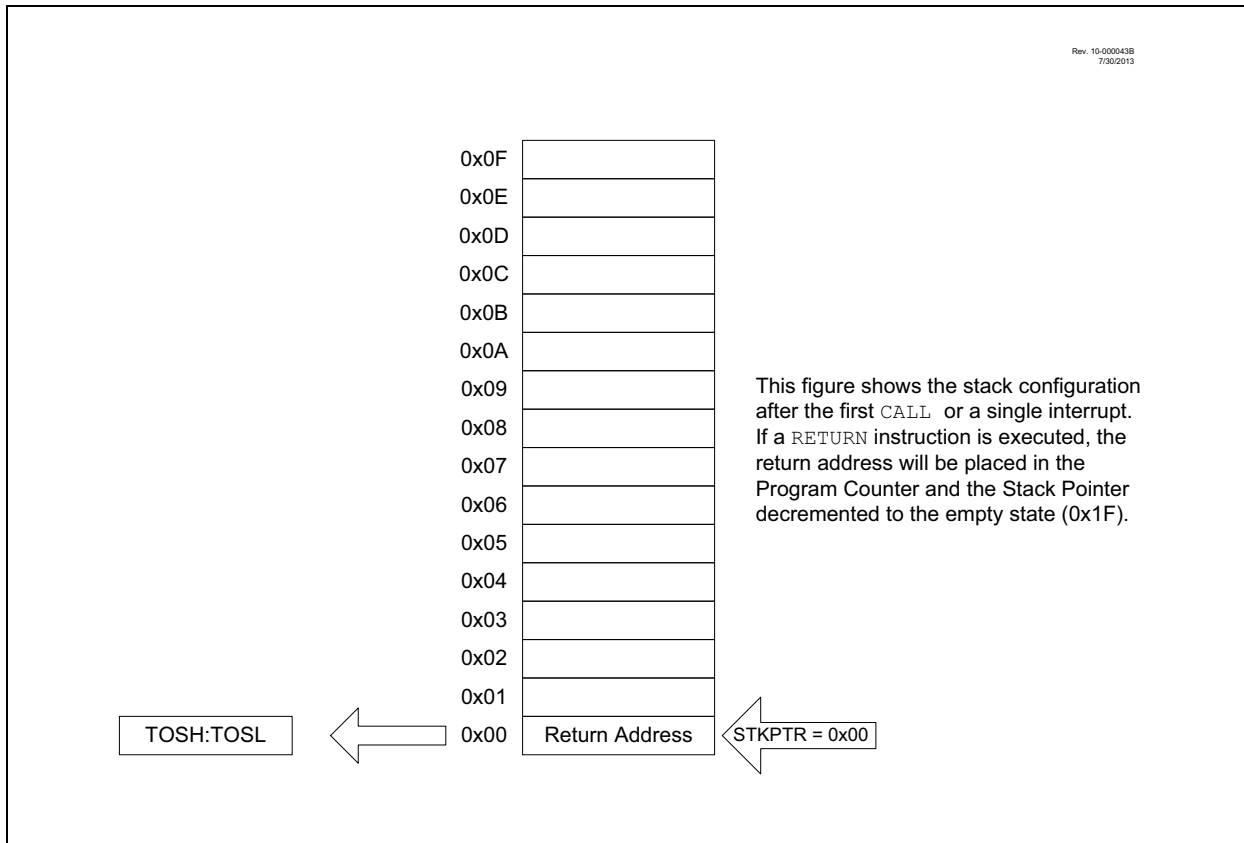 Rev. 10-000043B
7/30/2013
0x0F
0x0E
0x0D
0x0C
0x0B
0x0A
0x09
0x08
0x07
0x06
0x05
0x04
0x03
0x02
0x01
0x00
This figure shows the stack configuration
after the first CALL or a single interrupt.
If a RETURN instruction is executed, the
return address will be placed in the
Program Counter and the Stack Pointer
decremented to the empty state (0x1F).
TOSH:TOSL
Return Address
STKPTR = 0x00